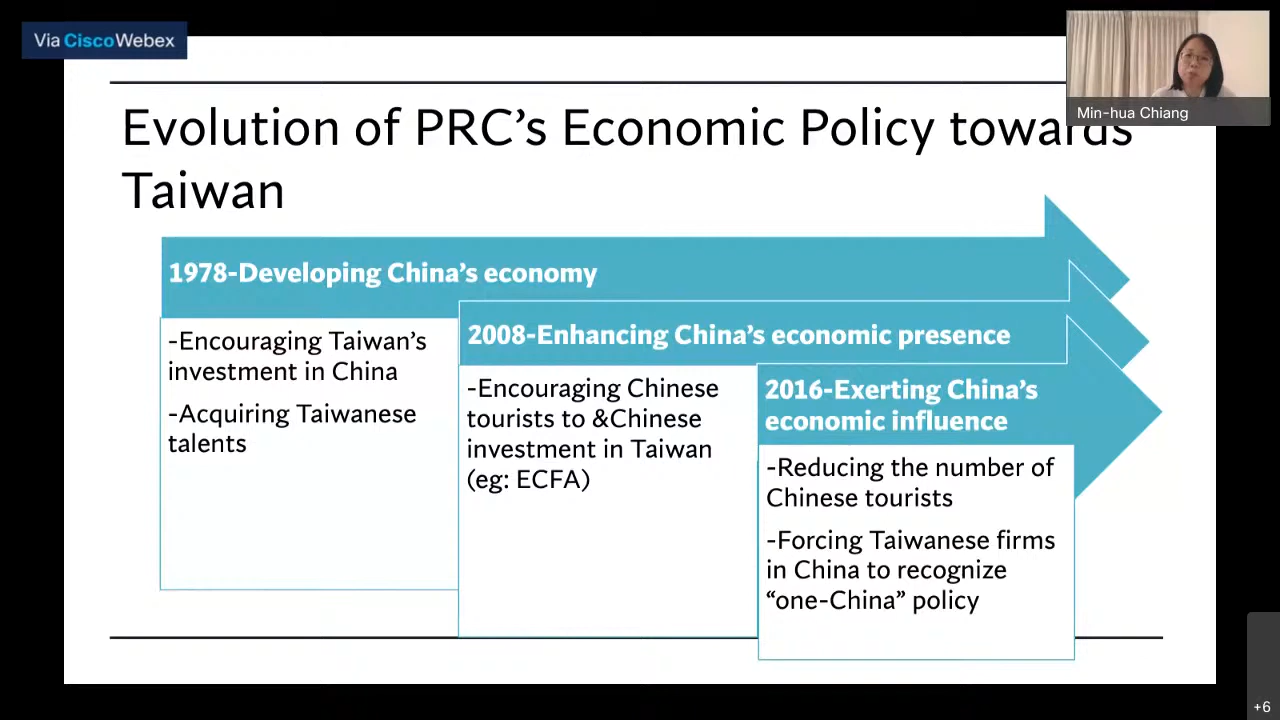 Via CiscoWebex
Min-hua Chiang
Evolution of PRC’s Economic Policy towards
Taiwan
1978-Developing China’s economy
-Encouraging Taiwan’s
investment in China
-Acquiring Taiwanese
talents
2008-Enhancing China’s economic presence
-Encouraging Chinese
tourists to &Chinese
investment in Taiwan
(eg: ECFA)
2016-Exerting China’s
economic influence
-Reducing the number of
Chinese tourists
-Forcing Taiwanese firms
in China to recognize
“one-China” policy
+6